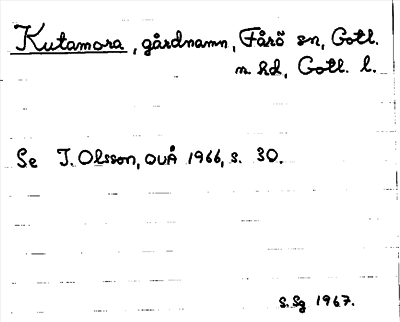 Kutamora, gårdnamn, Fårö sn, Gotl.
n. hd, Gotl. l.
Se I. Olsson, OUÅ 1966, s. 30.
S.Sg 1967.